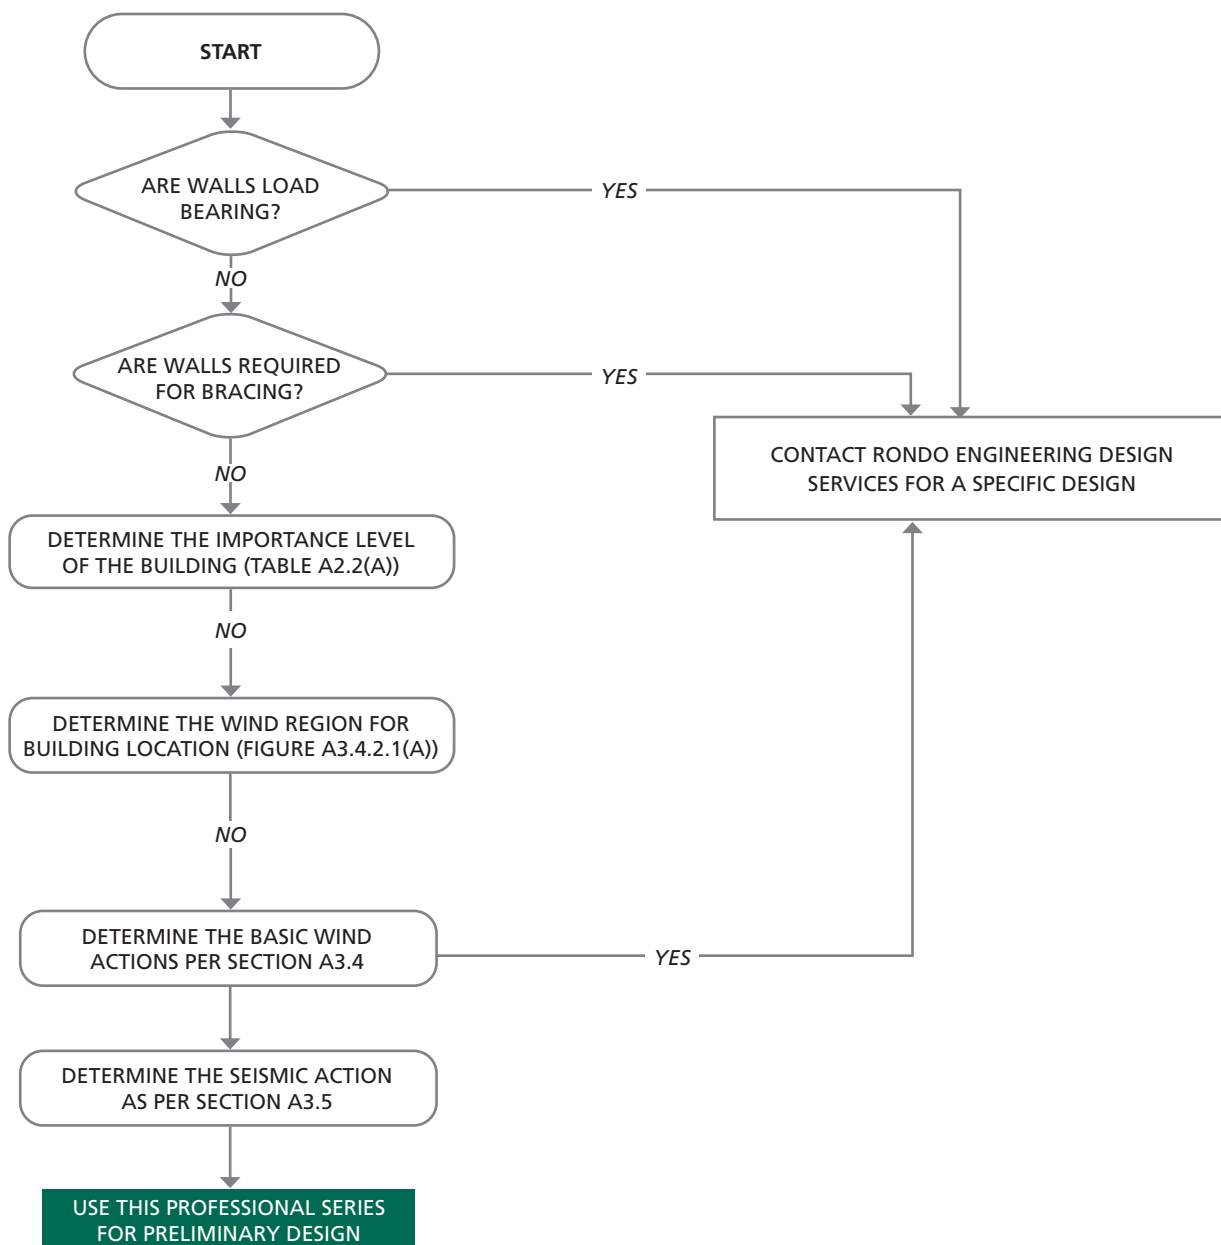 START
ARE WALLS LOAD
BEARING?
YES
NO
ARE WALLS REQUIRED
FOR BRACING?
YES
CONTACT RONDO ENGINEERING DESIGN
SERVICES FOR A SPECIFIC DESIGN
NO
DETERMINE THE IMPORTANCE LEVEL
OF THE BUILDING (TABLE A2.2(A))
NO
DETERMINE THE WIND REGION FOR
BUILDING LOCATION (FIGURE A3.4.2.1(A))
NO
DETERMINE THE BASIC WIND
ACTIONS PER SECTION A3.4
YES
DETERMINE THE SEISMIC ACTION
AS PER SECTION A3.5
USE THIS PROFESSIONAL SERIES
FOR PRELIMINARY DESIGN